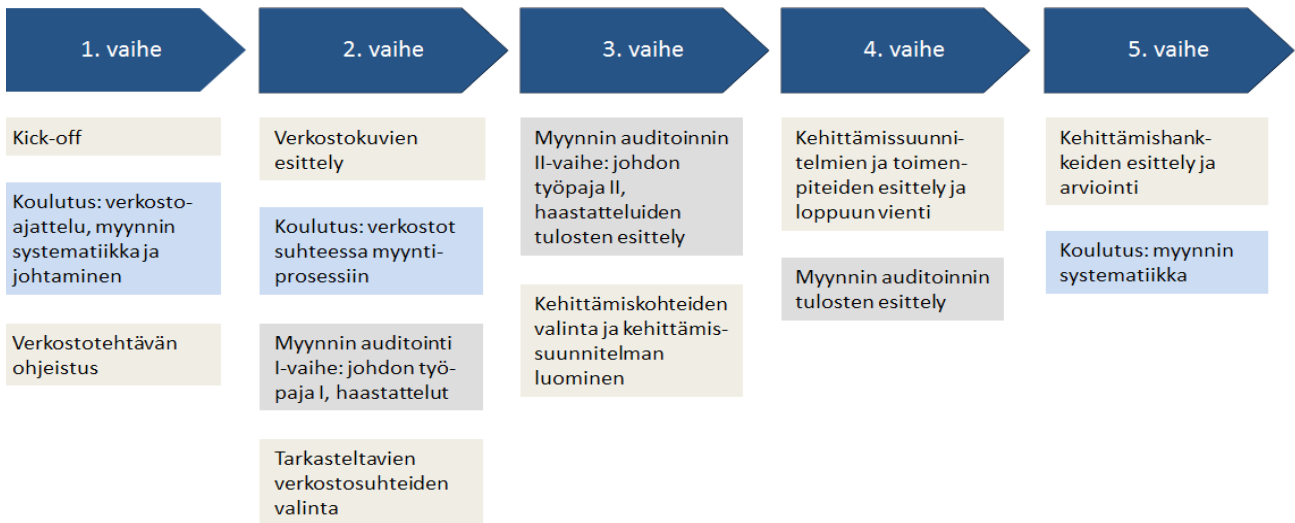 1. vaihe
2. vaihe
3. vaihe
4. vaihe
5. vaihe
Kick-off
Koulutus: verkosto-
ajattelu, myynnin
systematiikka ja
johtaminen
Verkostotehtävän
ohjeistus
Verkostokuvien
esittely
Koulutus: verkostot
suhteessa myynti-
prosessiin
Myynnin auditointi
I-vaihe: johdon työ-
paja I, haastattelut
Tarkasteltavien
verkostosuhteiden
valinta
Myynnin auditoinnin
II-vaihe: johdon
työpaja II,
haastatteluiden
tulosten esittely
Kehittämiskohteiden
valinta ja kehittämis-
suunnitelman
luominen
Kehittämissuunni-
telmien ja toimen-
piteiden esittely ja
loppuun vienti
Myynnin auditoinnin
tulosten esittely
Kehittämishank-
keiden esittely ja
arviointi
Koulutus: myynnin
systematiikka